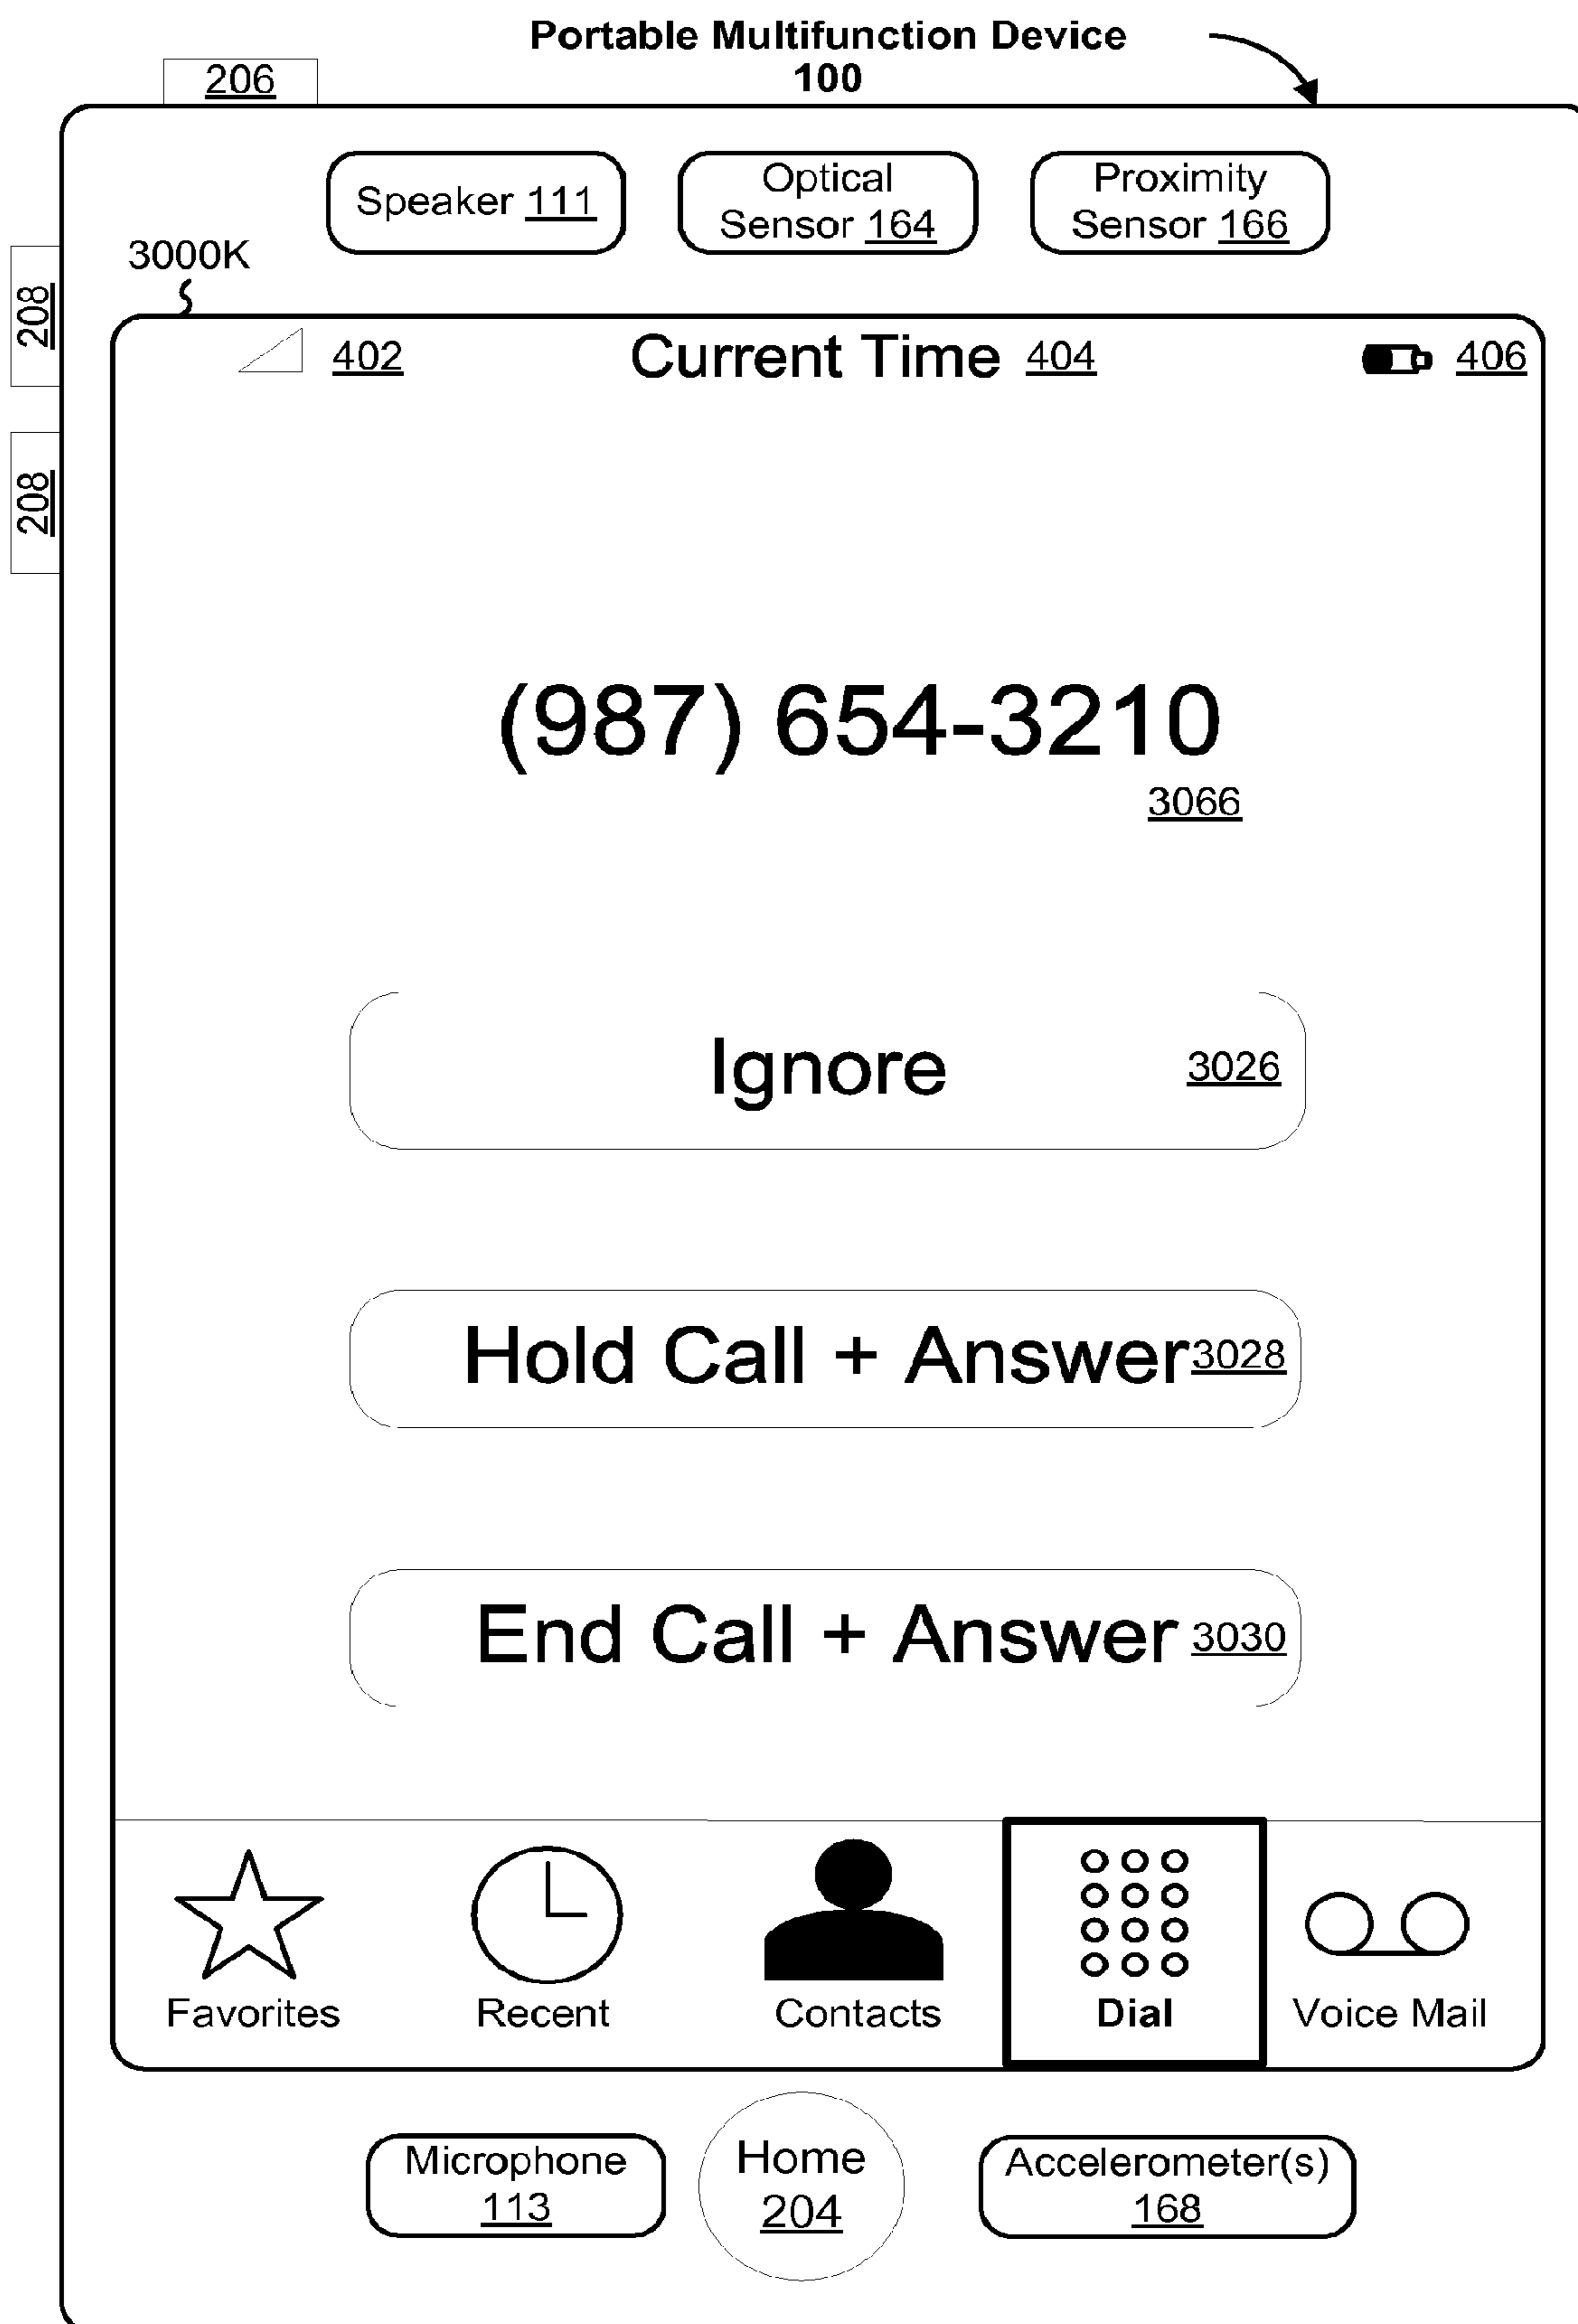 Portable Multifunction Device
100
206
Speaker 111
Optical
Sensor 164
Proximity
Sensor 166
3000K
208
208
402
Current Time 404
406
(987) 654-3210
3066
Ignore 3026
Hold Call + Answer 3028
End Call + Answer 3030
Favorites
Recent
Contacts
Dial
Voice Mail
Microphone
113
Home
204
Accelerometer(s)
168